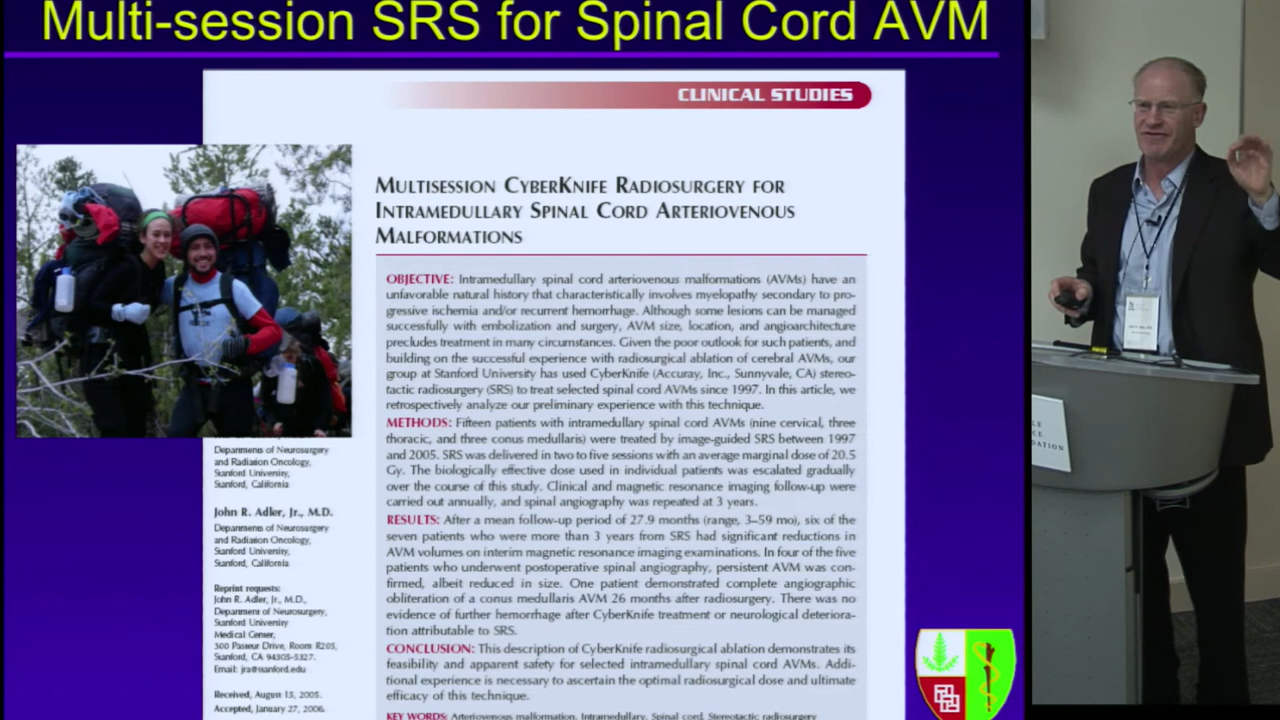 Multi-session SRS for Spinal Cord AVM
CLINICAL STUDIES
MULTISESSION CYBERKNIFE RADIOSURGERY FOR
INTRAMEDULLARY SPINAL CORD ARTERIOVENOUS
MALFORMATIONS
OBJECTIVE: Intramedullary spinal cord arteriovenous malformations (AVMs) have an
unfavorable natural history that characteristically involves myelopathy secondary to pro-
gressive ischemia and/or recurrent hemorrhage. Although some lesions can be managed
successfully with embolization and surgery, AVM size, location, and angioarchitecture
precludes treatment in many circumstances. Given the poor outlook for such patients, and
building on the successful experience with radiosurgical ablation of cerebral AVMs, our
group at Stanford University has used CyberKnife (Accuray, Inc., Sunnyvale, CA) stereo-
tactic radiosurgery (SRS) to treat selected spinal cord AVMs since 1997. In this article, we
retrospectively analyze our preliminary experience with this technique.
METHODS: Fifteen patients with intramedullary spinal cord AVMs (nine cervical, three
thoracic, and three conus medullaris) were treated by image-guided SRS between 1997
and 2005. SRS was delivered in two to five sessions with an average marginal dose of 20.5
Gy. The biologically effective dose used in individual patients was escalated gradually
over the course of this study. Clinical and magnetic resonance imaging follow-up were
carried out annually, and spinal angiography was repeated at 3 years.
RESULTS: After a mean follow-up period of 27.9 months (range, 3–59 mo), six of the
seven patients who were more than 3 years from SRS had significant reductions in
AVM volumes on interim magnetic resonance imaging examinations. In four of the five
patients who underwent postoperative spinal angiography, persistent AVM was con-
firmed, albeit reduced in size. One patient demonstrated complete angiographic
obliteration of a conus medullaris AVM 26 months after radiosurgery. There was no
evidence of further hemorrhage after CyberKnife treatment or neurological deteriora-
tion attributable to SRS.
CONCLUSION: This description of CyberKnife radiosurgical ablation demonstrates its
feasibility and apparent safety for selected intramedullary spinal cord AVMs. Addi-
tional experience is necessary to ascertain the optimal radiosurgical dose and ultimate
efficacy of this technique.
KEY WORDS: Arteriovenous malformation, Intramedullary, Spinal cord, Stereotactic radiosurgery
Departments of Neurosurgery
and Radiation Oncology,
Stanford University,
Stanford, California
John R. Adler, Jr., M.D.
Departments of Neurosurgery
and Radiation Oncology,
Stanford University,
Stanford, California
Reprint requests:
John R. Adler, Jr., M.D.,
Department of Neurosurgery,
Stanford University
Medical Center,
300 Pasteur Drive, Room R205,
Stanford, CA 94305-5327.
Email: jra@stanford.edu
Received, August 15, 2005.
Accepted, January 27, 2006.